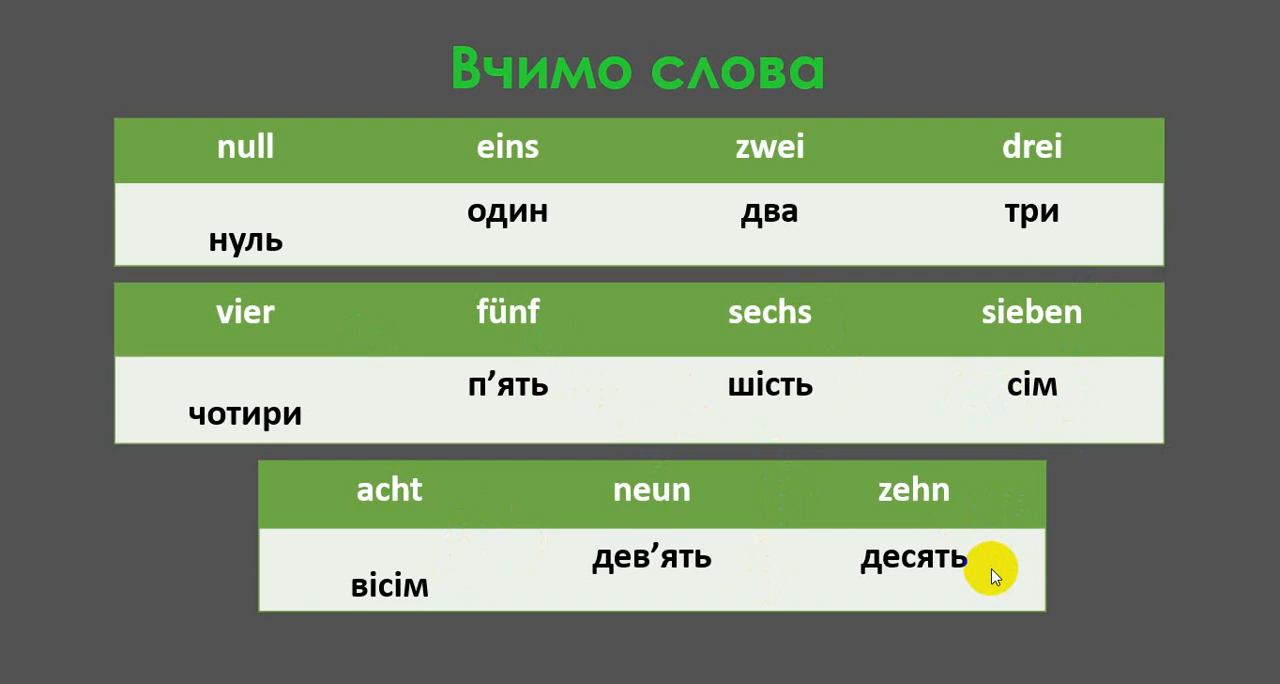 Вчимо слова
null eins zwei drei
нуль один два три
vier fünf sechs sieben
чотири п’ять шість сім
acht neun zehn
вісім дев’ять десять